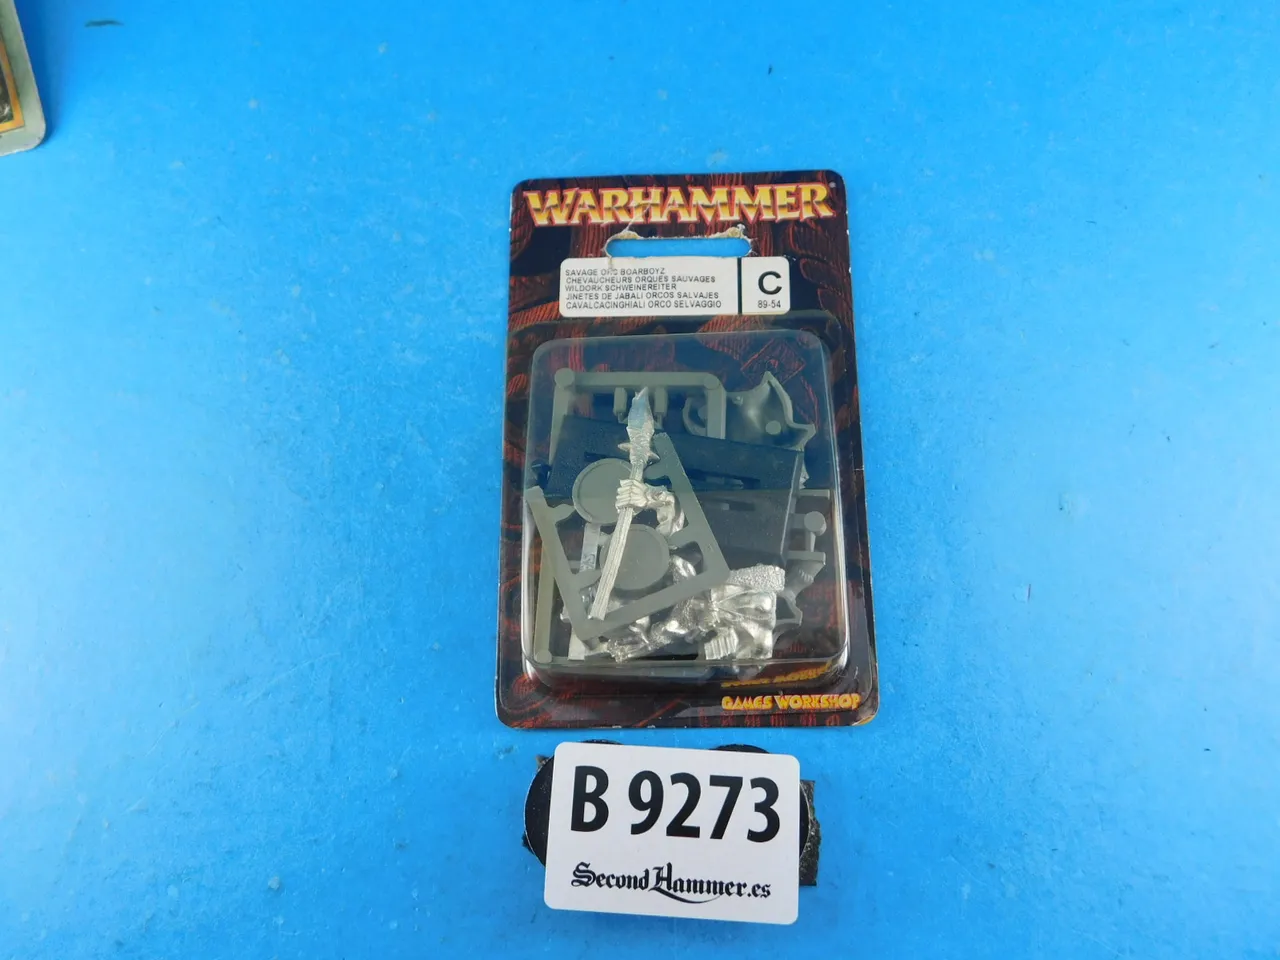 WARHAMMER
SAVAGE ORC BOARBOYZ
CHEVAUCHEURS ORQUES SAUVAGES
WILDORK SCHWEINEREITER
JINETES DE JABALI ORCOS SALVAJES
CAVALCACINGHIALI ORCO SELVAGGIO
C
89-54
GAMES WORKSHOP
B 9273
SecondHammer.es